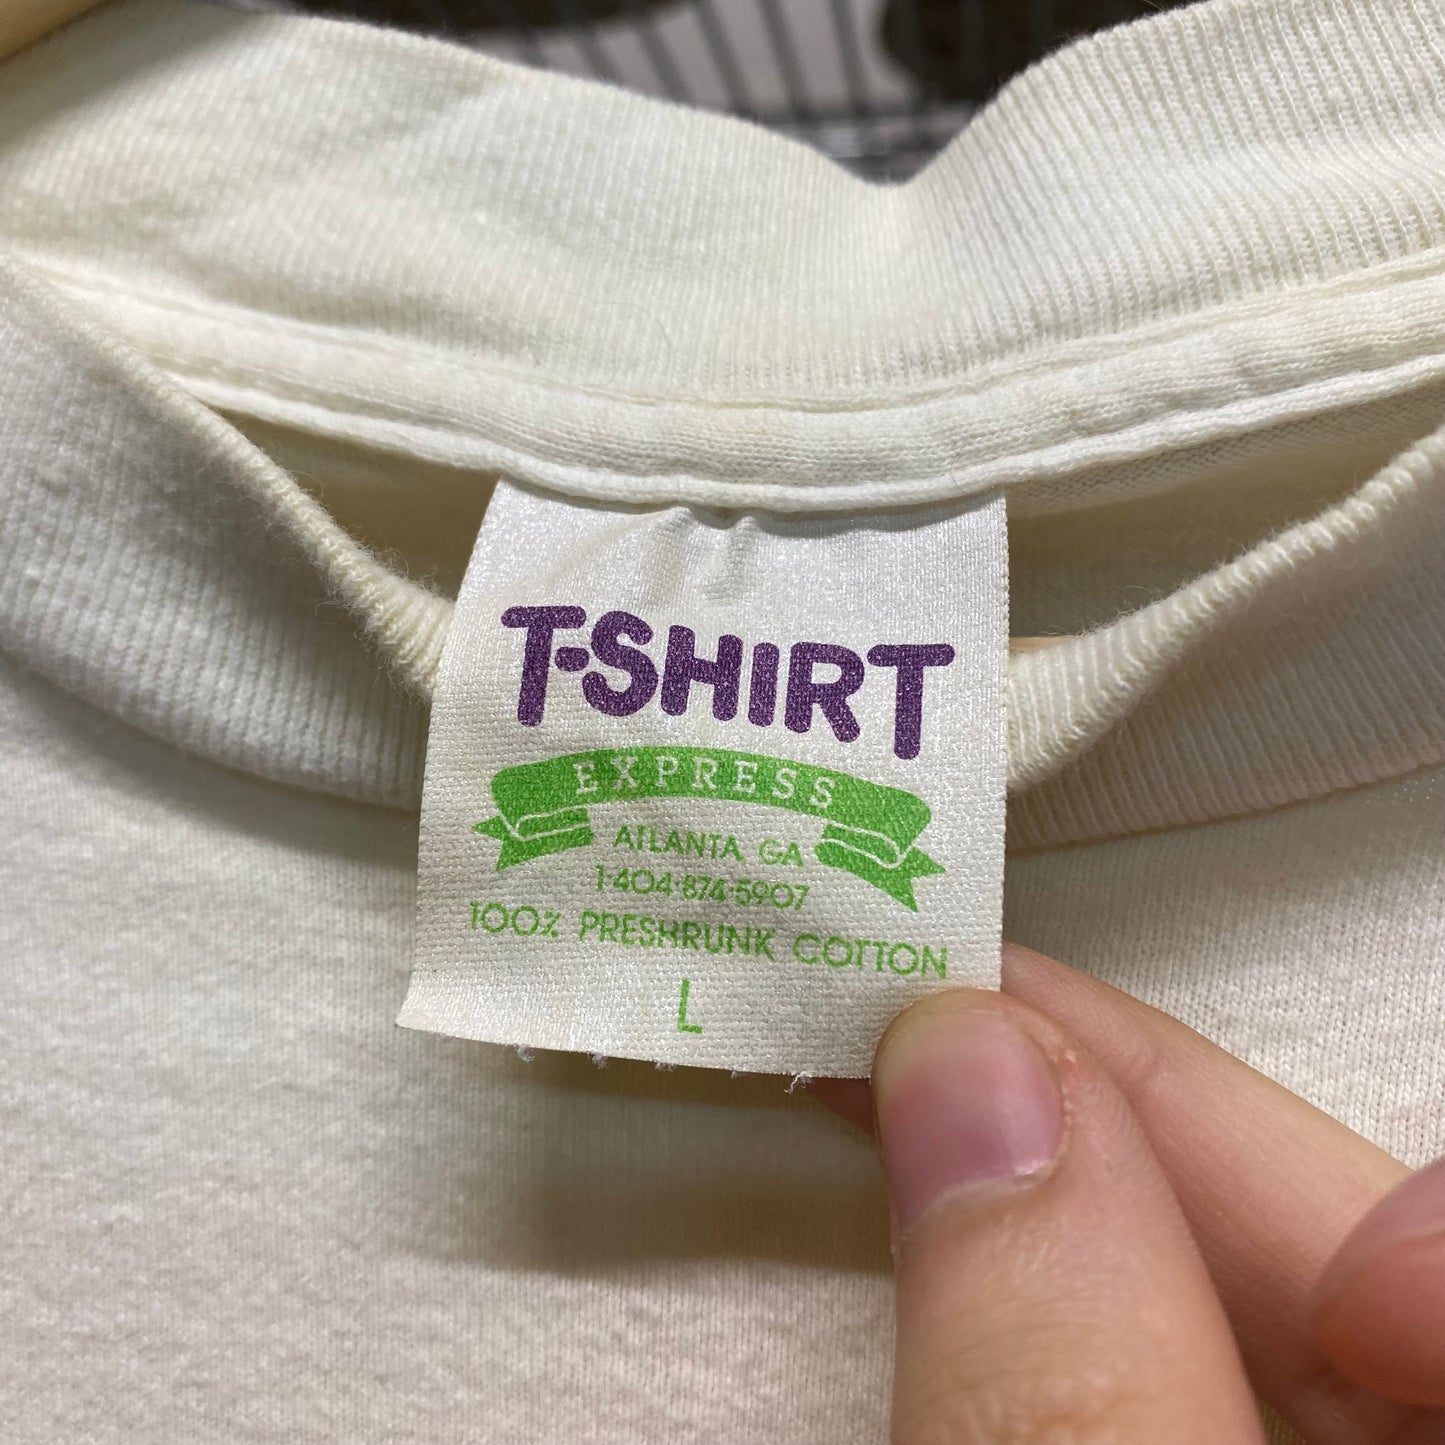 T-SHIRT
EXPRESS
ATLANTA, GA
1-404-874-5907
100% PRESHRUNK COTTON
L